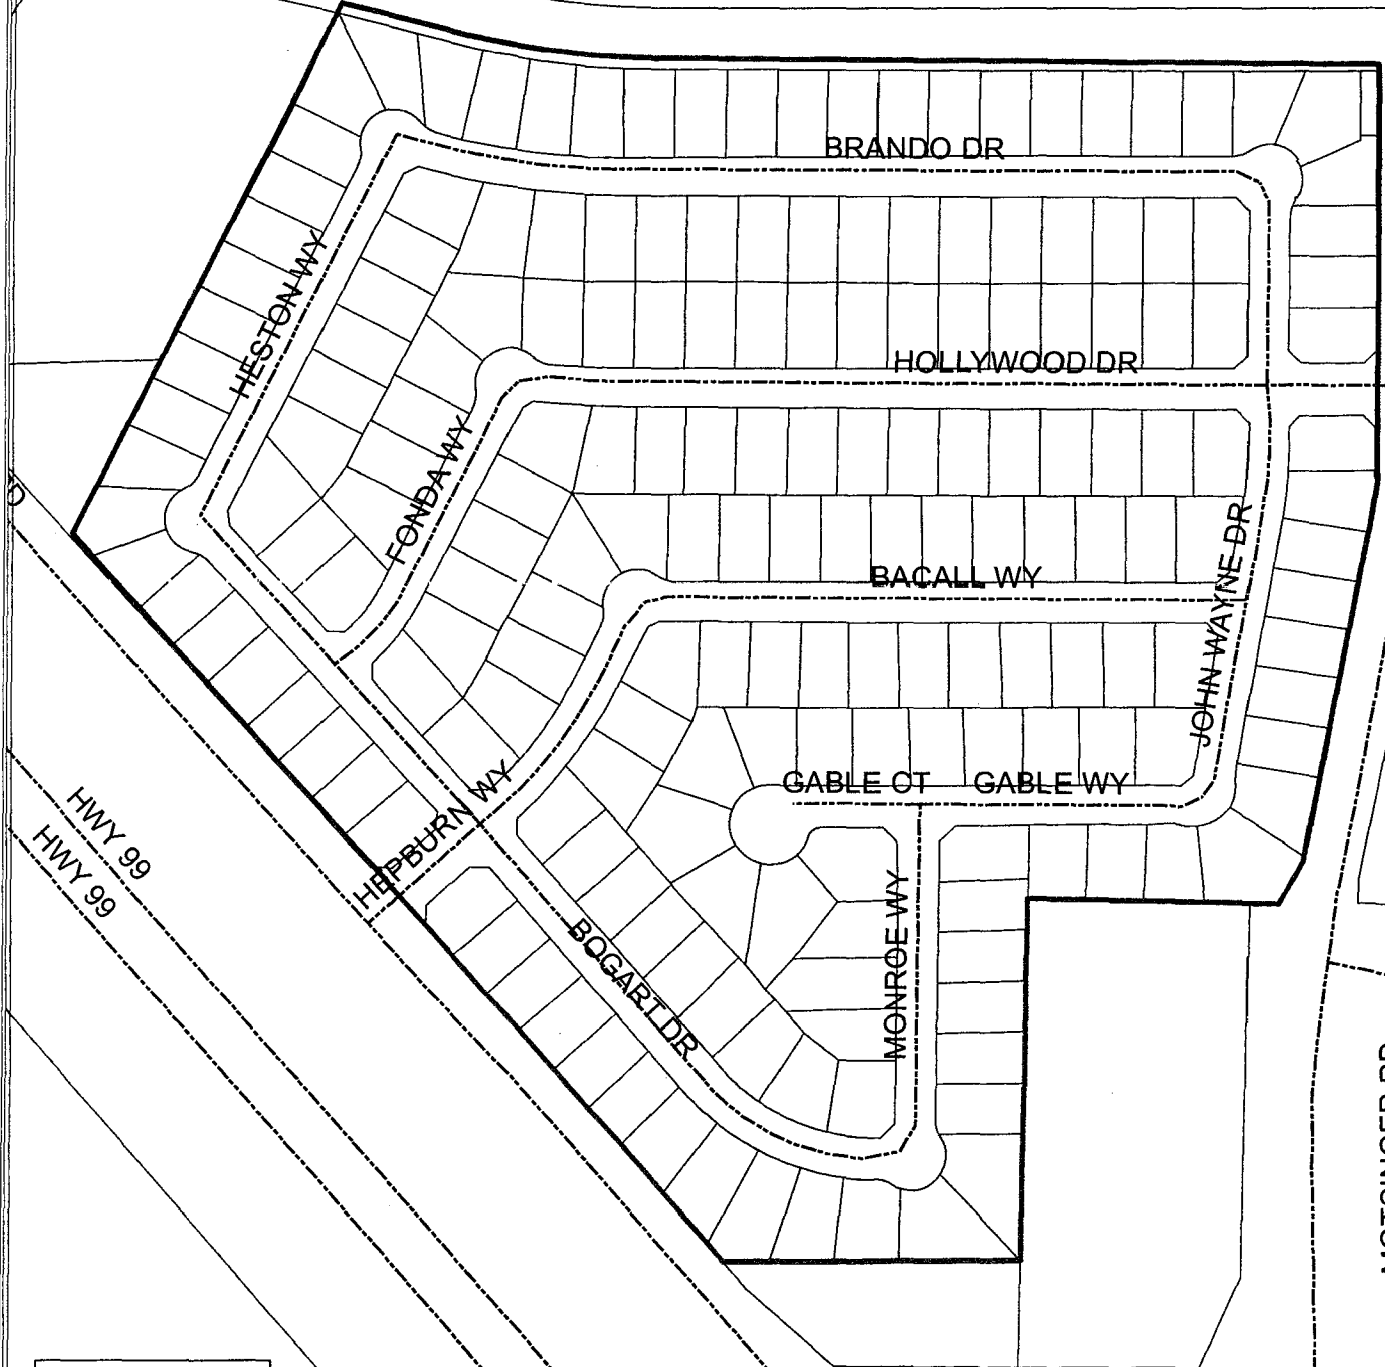 BRANDO DR
HESTON WY
HOLLYWOOD DR
FONDA WY
BACALL WY
JOHN WAYNE DR
GABLE CT
GABLE WY
HEPBURN WY
HWY 99
HWY 99
BOGART DR
MONROE WY